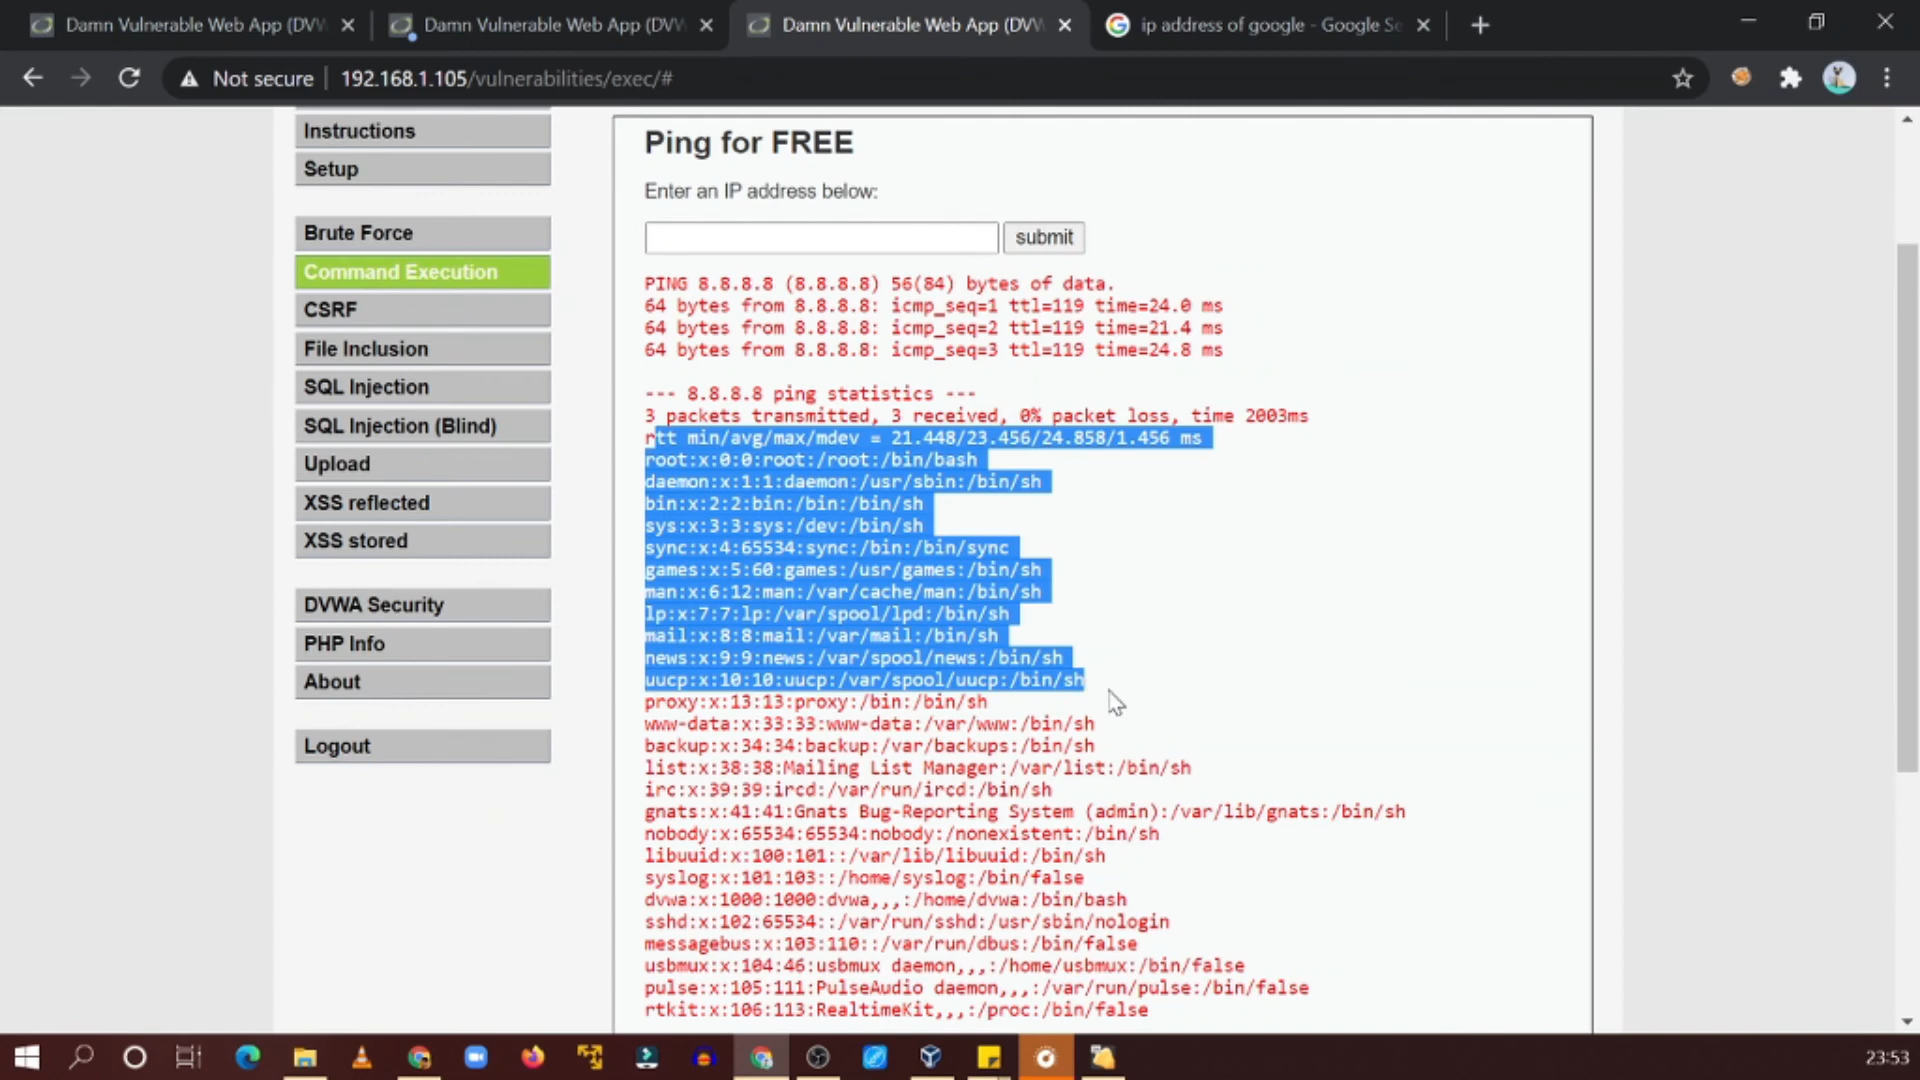 Damn Vulnerable Web App (DVW
Damn Vulnerable Web App (DVW
Damn Vulnerable Web App (DVW
ip address of google - Google Se
Not secure
192.168.1.105/vulnerabilities/exec/#
Instructions
Setup
Brute Force
Command Execution
CSRF
File Inclusion
SQL Injection
SQL Injection (Blind)
Upload
XSS reflected
XSS stored
DVWA Security
PHP Info
About
Logout
Ping for FREE
Enter an IP address below:
submit
PING 8.8.8.8 (8.8.8.8) 56(84) bytes of data.
64 bytes from 8.8.8.8: icmp_seq=1 ttl=119 time=24.0 ms
64 bytes from 8.8.8.8: icmp_seq=2 ttl=119 time=21.4 ms
64 bytes from 8.8.8.8: icmp_seq=3 ttl=119 time=24.8 ms
--- 8.8.8.8 ping statistics ---
3 packets transmitted, 3 received, 0% packet loss, time 2003ms
rtt min/avg/max/mdev = 21.448/23.456/24.858/1.456 ms
root:x:0:0:root:/root:/bin/bash
daemon:x:1:1:daemon:/usr/sbin:/bin/sh
bin:x:2:2:bin:/bin:/bin/sh
sys:x:3:3:sys:/dev:/bin/sh
sync:x:4:65534:sync:/bin:/bin/sync
games:x:5:60:games:/usr/games:/bin/sh
man:x:6:12:man:/var/cache/man:/bin/sh
lp:x:7:7:lp:/var/spool/lpd:/bin/sh
mail:x:8:8:mail:/var/mail:/bin/sh
news:x:9:9:news:/var/spool/news:/bin/sh
uucp:x:10:10:uucp:/var/spool/uucp:/bin/sh
proxy:x:13:13:proxy:/bin:/bin/sh
www-data:x:33:33:www-data:/var/www:/bin/sh
backup:x:34:34:backup:/var/backups:/bin/sh
list:x:38:38:Mailing List Manager:/var/list:/bin/sh
irc:x:39:39:ircd:/var/run/ircd:/bin/sh
gnats:x:41:41:Gnats Bug-Reporting System (admin):/var/lib/gnats:/bin/sh
nobody:x:65534:65534:nobody:/nonexistent:/bin/sh
libuuid:x:100:101::/var/lib/libuuid:/bin/sh
syslog:x:101:103::/home/syslog:/bin/false
dvwa:x:1000:1000:dvwa,,,:/home/dvwa:/bin/bash
sshd:x:102:65534::/var/run/sshd:/usr/sbin/nologin
messagebus:x:103:110::/var/run/dbus:/bin/false
usbmux:x:104:46:usbmux daemon,,,:/home/usbmux:/bin/false
pulse:x:105:111:PulseAudio daemon,,,:/var/run/pulse:/bin/false
rtkit:x:106:113:RealtimeKit,,,:/proc:/bin/false
23:53